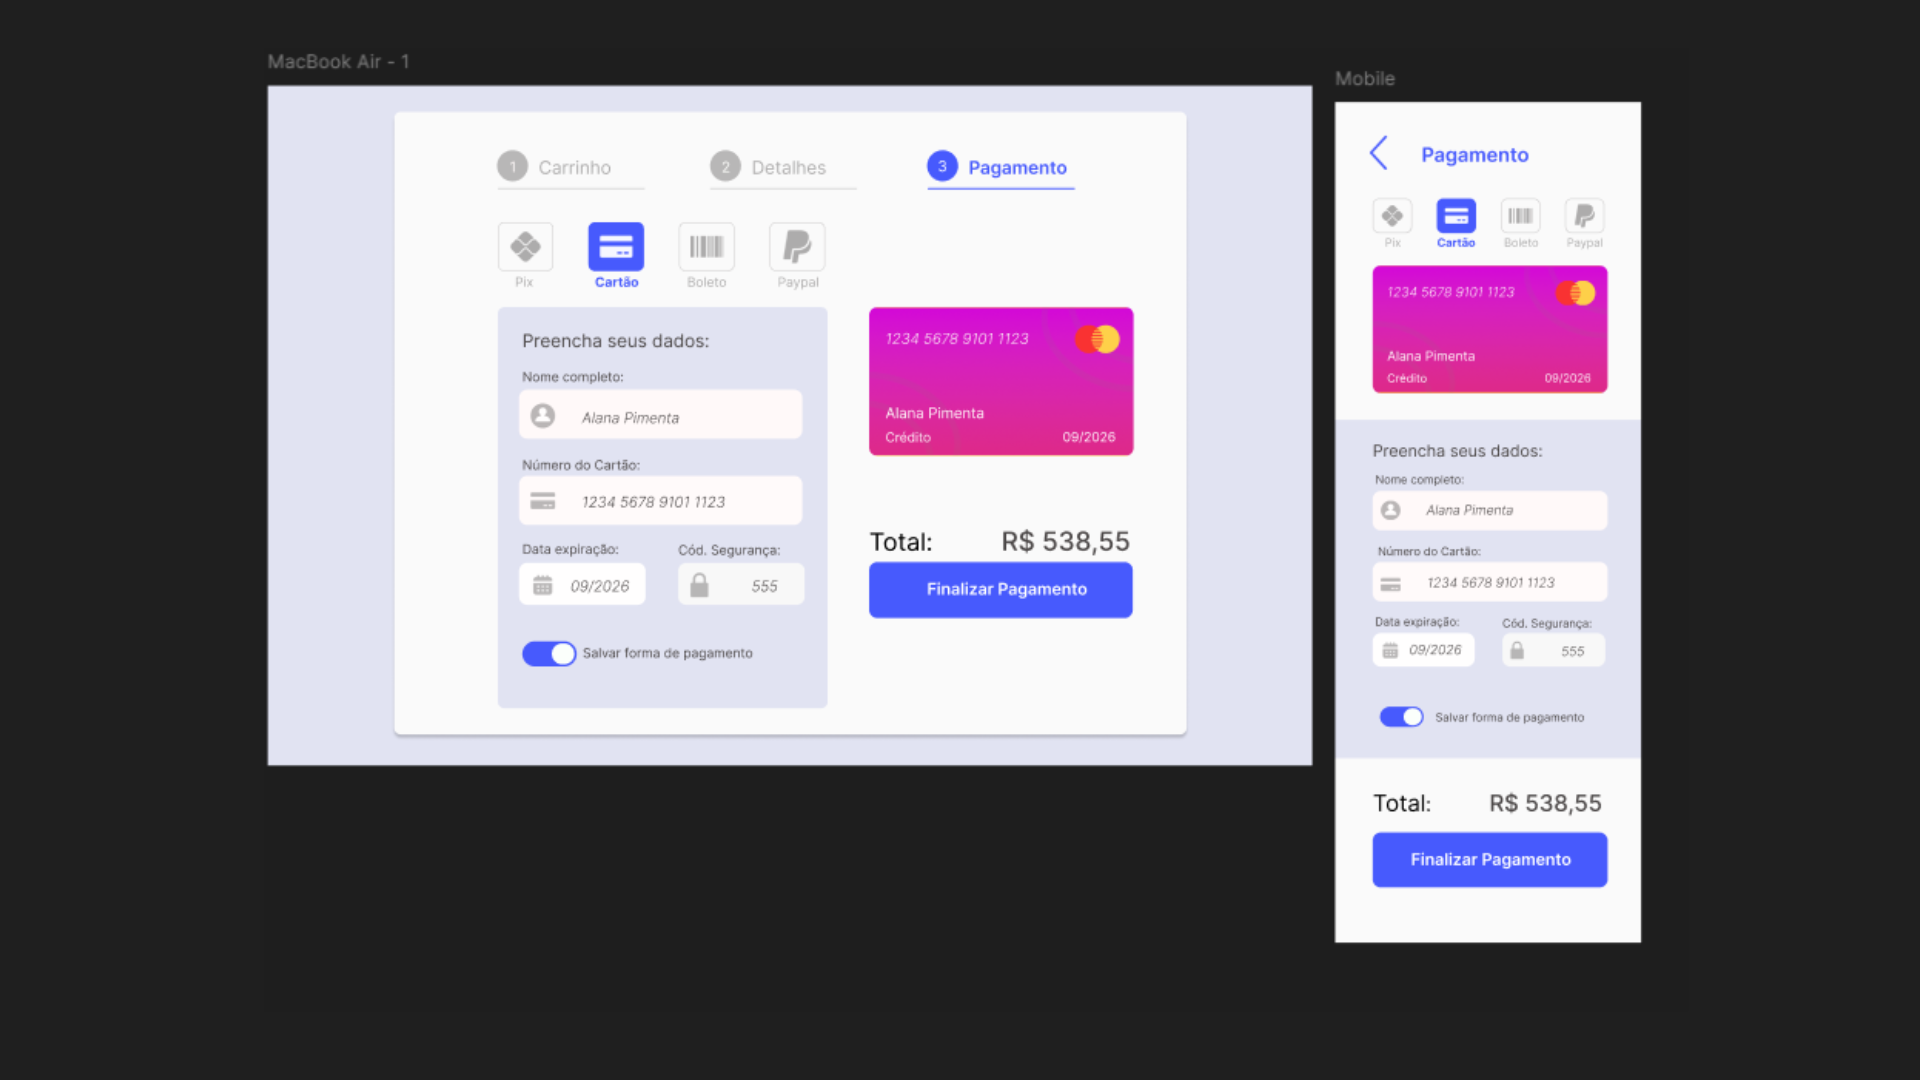 MacBook Air - 1
1 Carrinho
2 Detalhes
3 Pagamento
Pix
Cartão
Boleto
Paypal
Preencha seus dados:
Nome completo:
Alana Pimenta
Número do Cartão:
1234 5678 9101 1123
Data expiração:
Cód. Segurança:
09/2026
555
Salvar forma de pagamento
1234 5678 9101 1123
Alana Pimenta
Crédito
09/2026
Total:
R$ 538,55
Finalizar Pagamento
Mobile
Pagamento
Pix
Cartão
Boleto
Paypal
1234 5678 9101 1123
Alana Pimenta
Crédito
09/2026
Preencha seus dados:
Nome completo:
Alana Pimenta
Número do Cartão:
1234 5678 9101 1123
Data expiração:
Cód. Segurança:
09/2026
555
Salvar forma de pagamento
Total:
R$ 538,55
Finalizar Pagamento